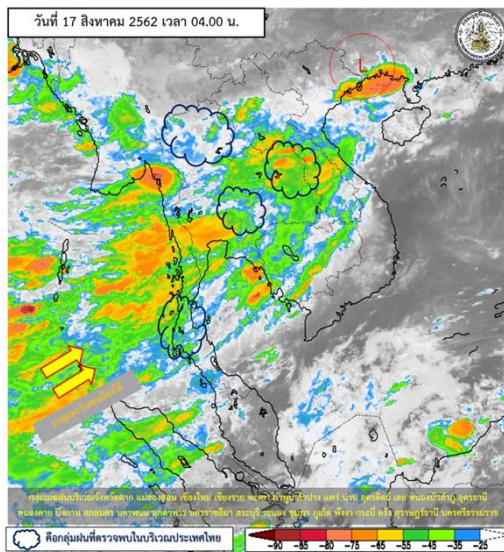 วันที่ 17 สิงหาคม 2562 เวลา 04.00 น.
L
มรสุมตะวันตกเฉียงใต้
กลุ่มเมฆฝนบริเวณจังหวัดตาก แม่ฮ่องสอน เชียงใหม่ เชียงราย พะเยา ลำพูน ลำปาง แพร่ น่าน อุตรดิตถ์ เลย หนองบัวลำภู อุดรธานี
หนองคาย บึงกาฬ สกลนคร นครพนม มุกดาหาร นครราชสีมา สระบุรี ระนอง ชุมพร ภูเก็ต พังงา กระบี่ ตรัง สุราษฎร์ธานี นครศรีธรรมราช
คือกลุ่มฝนที่ตรวจพบในบริเวณประเทศไทย
-90 -85 -75 -65 -55 -45 -35 -25